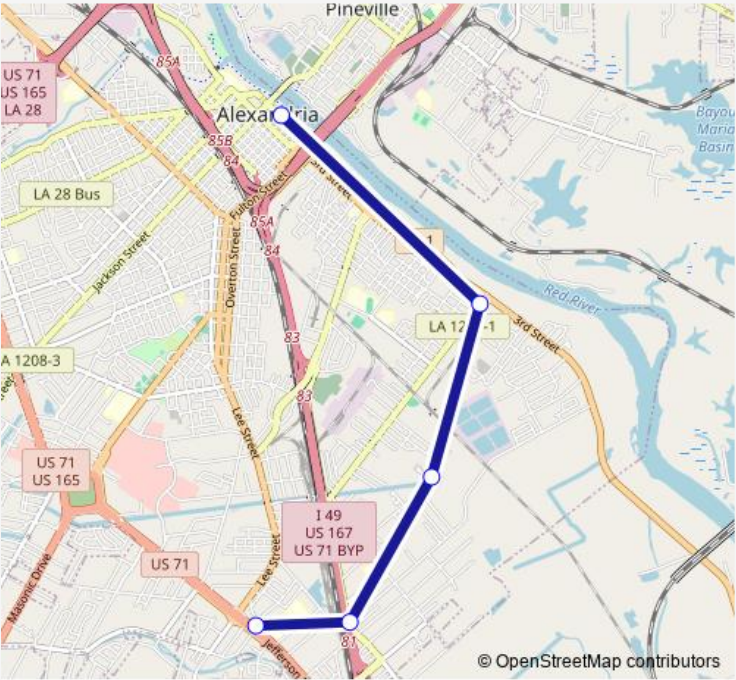 Pineville
85A
US 71
US 165
LA 28
Alexandria
85B
84
3rd Street
LA 28 Bus
Fulton Street
85A
84
Bayou
Maria
Basin
Jackson Street
Overton Street
1
Red River
LA 12 -1
3rd Street
83
A 1208-3
83
Lee Street
US 71
US 165
I 49
US 167
US 71 BYP
US 71
Lee Street
Masonic Drive
81
Jefferson
© OpenStreetMap contributors